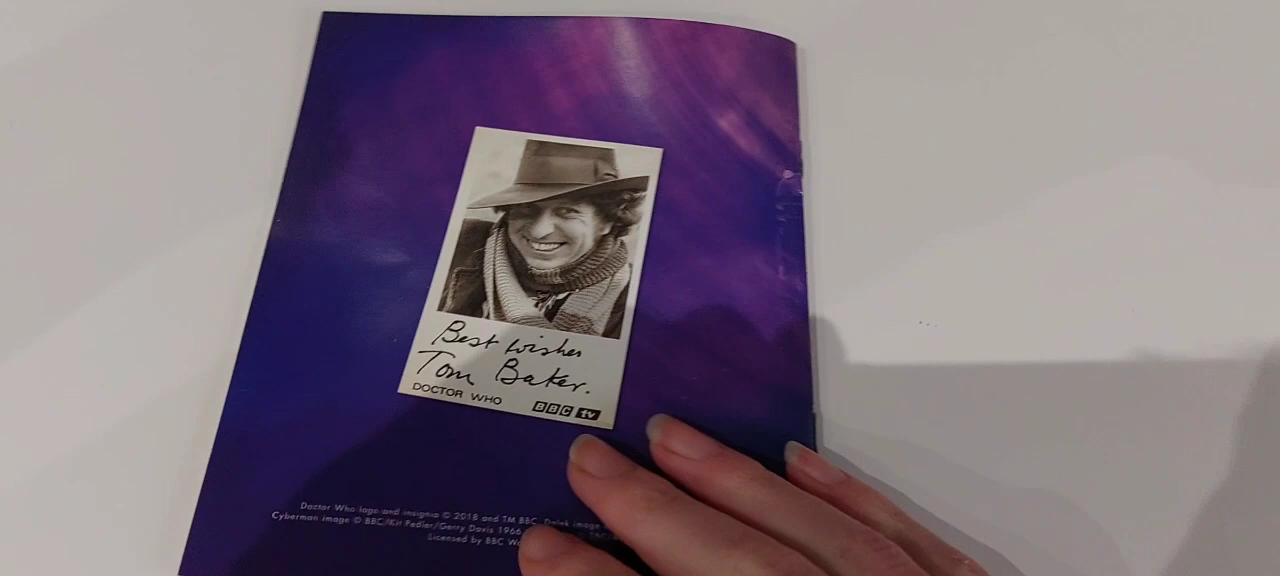 Best wishes
Tom Baker.
DOCTOR WHO
BBC tv
Doctor Who logo and insignia © 2018 and TM BBC. Dalek image
Cyberman image © BBC/Kit Pedler/Gerry Davis 1966
Licensed by BBC